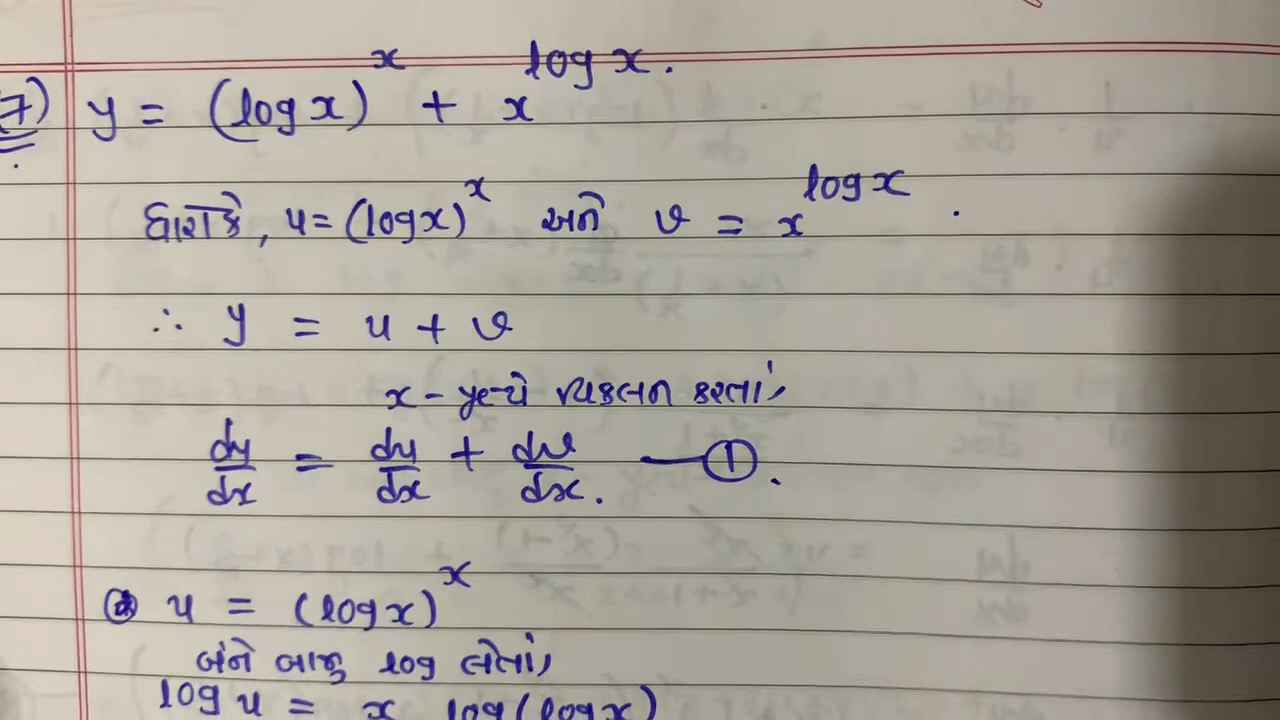 (7) y = (log x)^x + x^(log x).
ધારોકે, u = (log x)^x અને v = x^(log x).
∴ y = u + v
x - પ્રત્યે વિકલન કરતાં,
dy/dx = du/dx + dv/dx. — ①.
u = (log x)^x
બંને બાજુ log લેતાં,
log u = x log(log x)